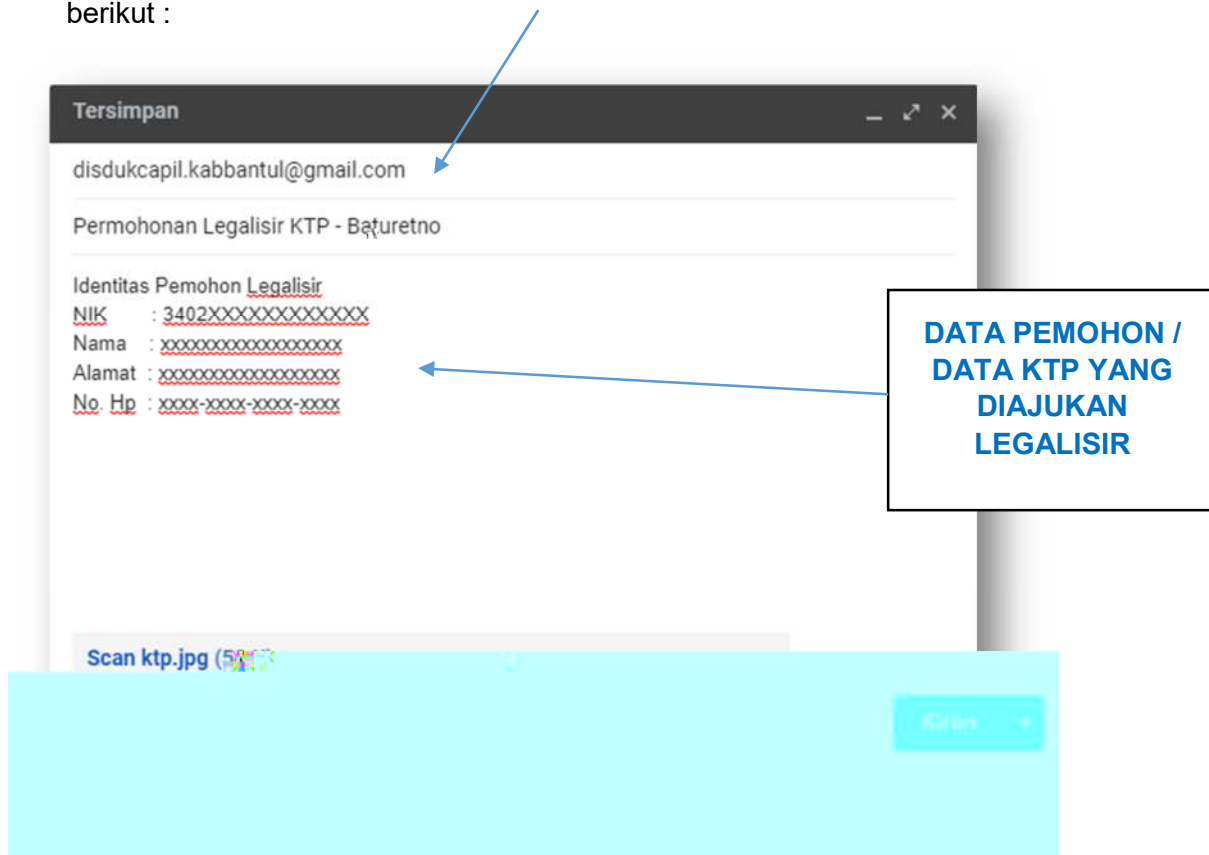 berikut :
Tersimpan
disdukcapil.kabbantul@gmail.com
Permohonan Legalisir KTP - Baturetno
Identitas Pemohon Legalisir
NIK : 3402XXXXXXXXXXXX
Nama : xxxxxxxxxxxxxxxxxx
Alamat : xxxxxxxxxxxxxxxxxx
No. Hp : xxxx-xxxx-xxxx-xxxx
DATA PEMOHON /
DATA KTP YANG
DIAJUKAN
LEGALISIR
Scan ktp.jpg
Kirim